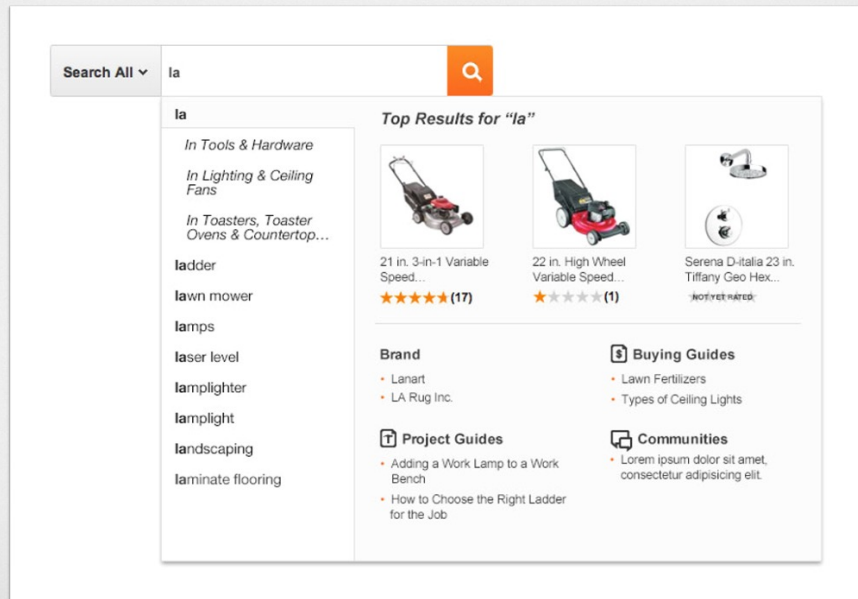 Search All
la
la
In Tools & Hardware
In Lighting & Ceiling
Fans
In Toasters, Toaster
Ovens & Countertop...
ladder
lawn mower
lamps
laser level
lamplighter
lamplight
landscaping
laminate flooring
Top Results for “la”
21 in. 3-in-1 Variable
Speed...
(17)
22 in. High Wheel
Variable Speed...
(1)
Serena D-italia 23 in.
Tiffany Geo Hex...
NOT YET RATED
Brand
• Lanart
• LA Rug Inc.
Buying Guides
• Lawn Fertilizers
• Types of Ceiling Lights
Project Guides
• Adding a Work Lamp to a Work
Bench
• How to Choose the Right Ladder
for the Job
Communities
• Lorem ipsum dolor sit amet,
consectetur adipisicing elit.